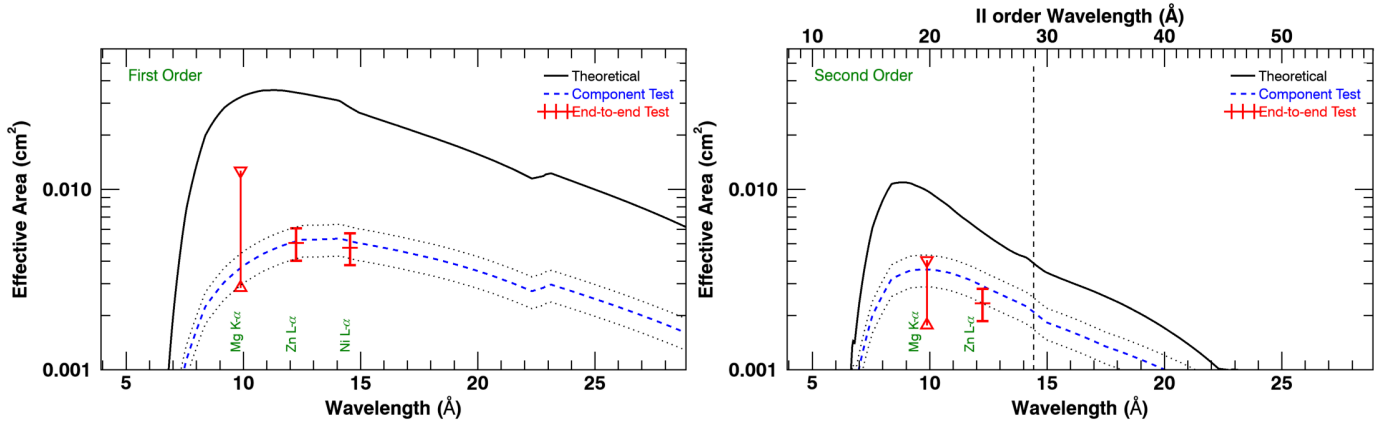 First Order
Theoretical
Component Test
End-to-end Test
Effective Area (cm²)
0.010
0.001
Mg K-α
Zn L-α
Ni L-α
5 10 15 20 25
Wavelength (Å)
II order Wavelength (Å)
10 20 30 40 50
Second Order
Theoretical
Component Test
End-to-end Test
Effective Area (cm²)
0.010
0.001
Mg K-α
Zn L-α
5 10 15 20 25
Wavelength (Å)